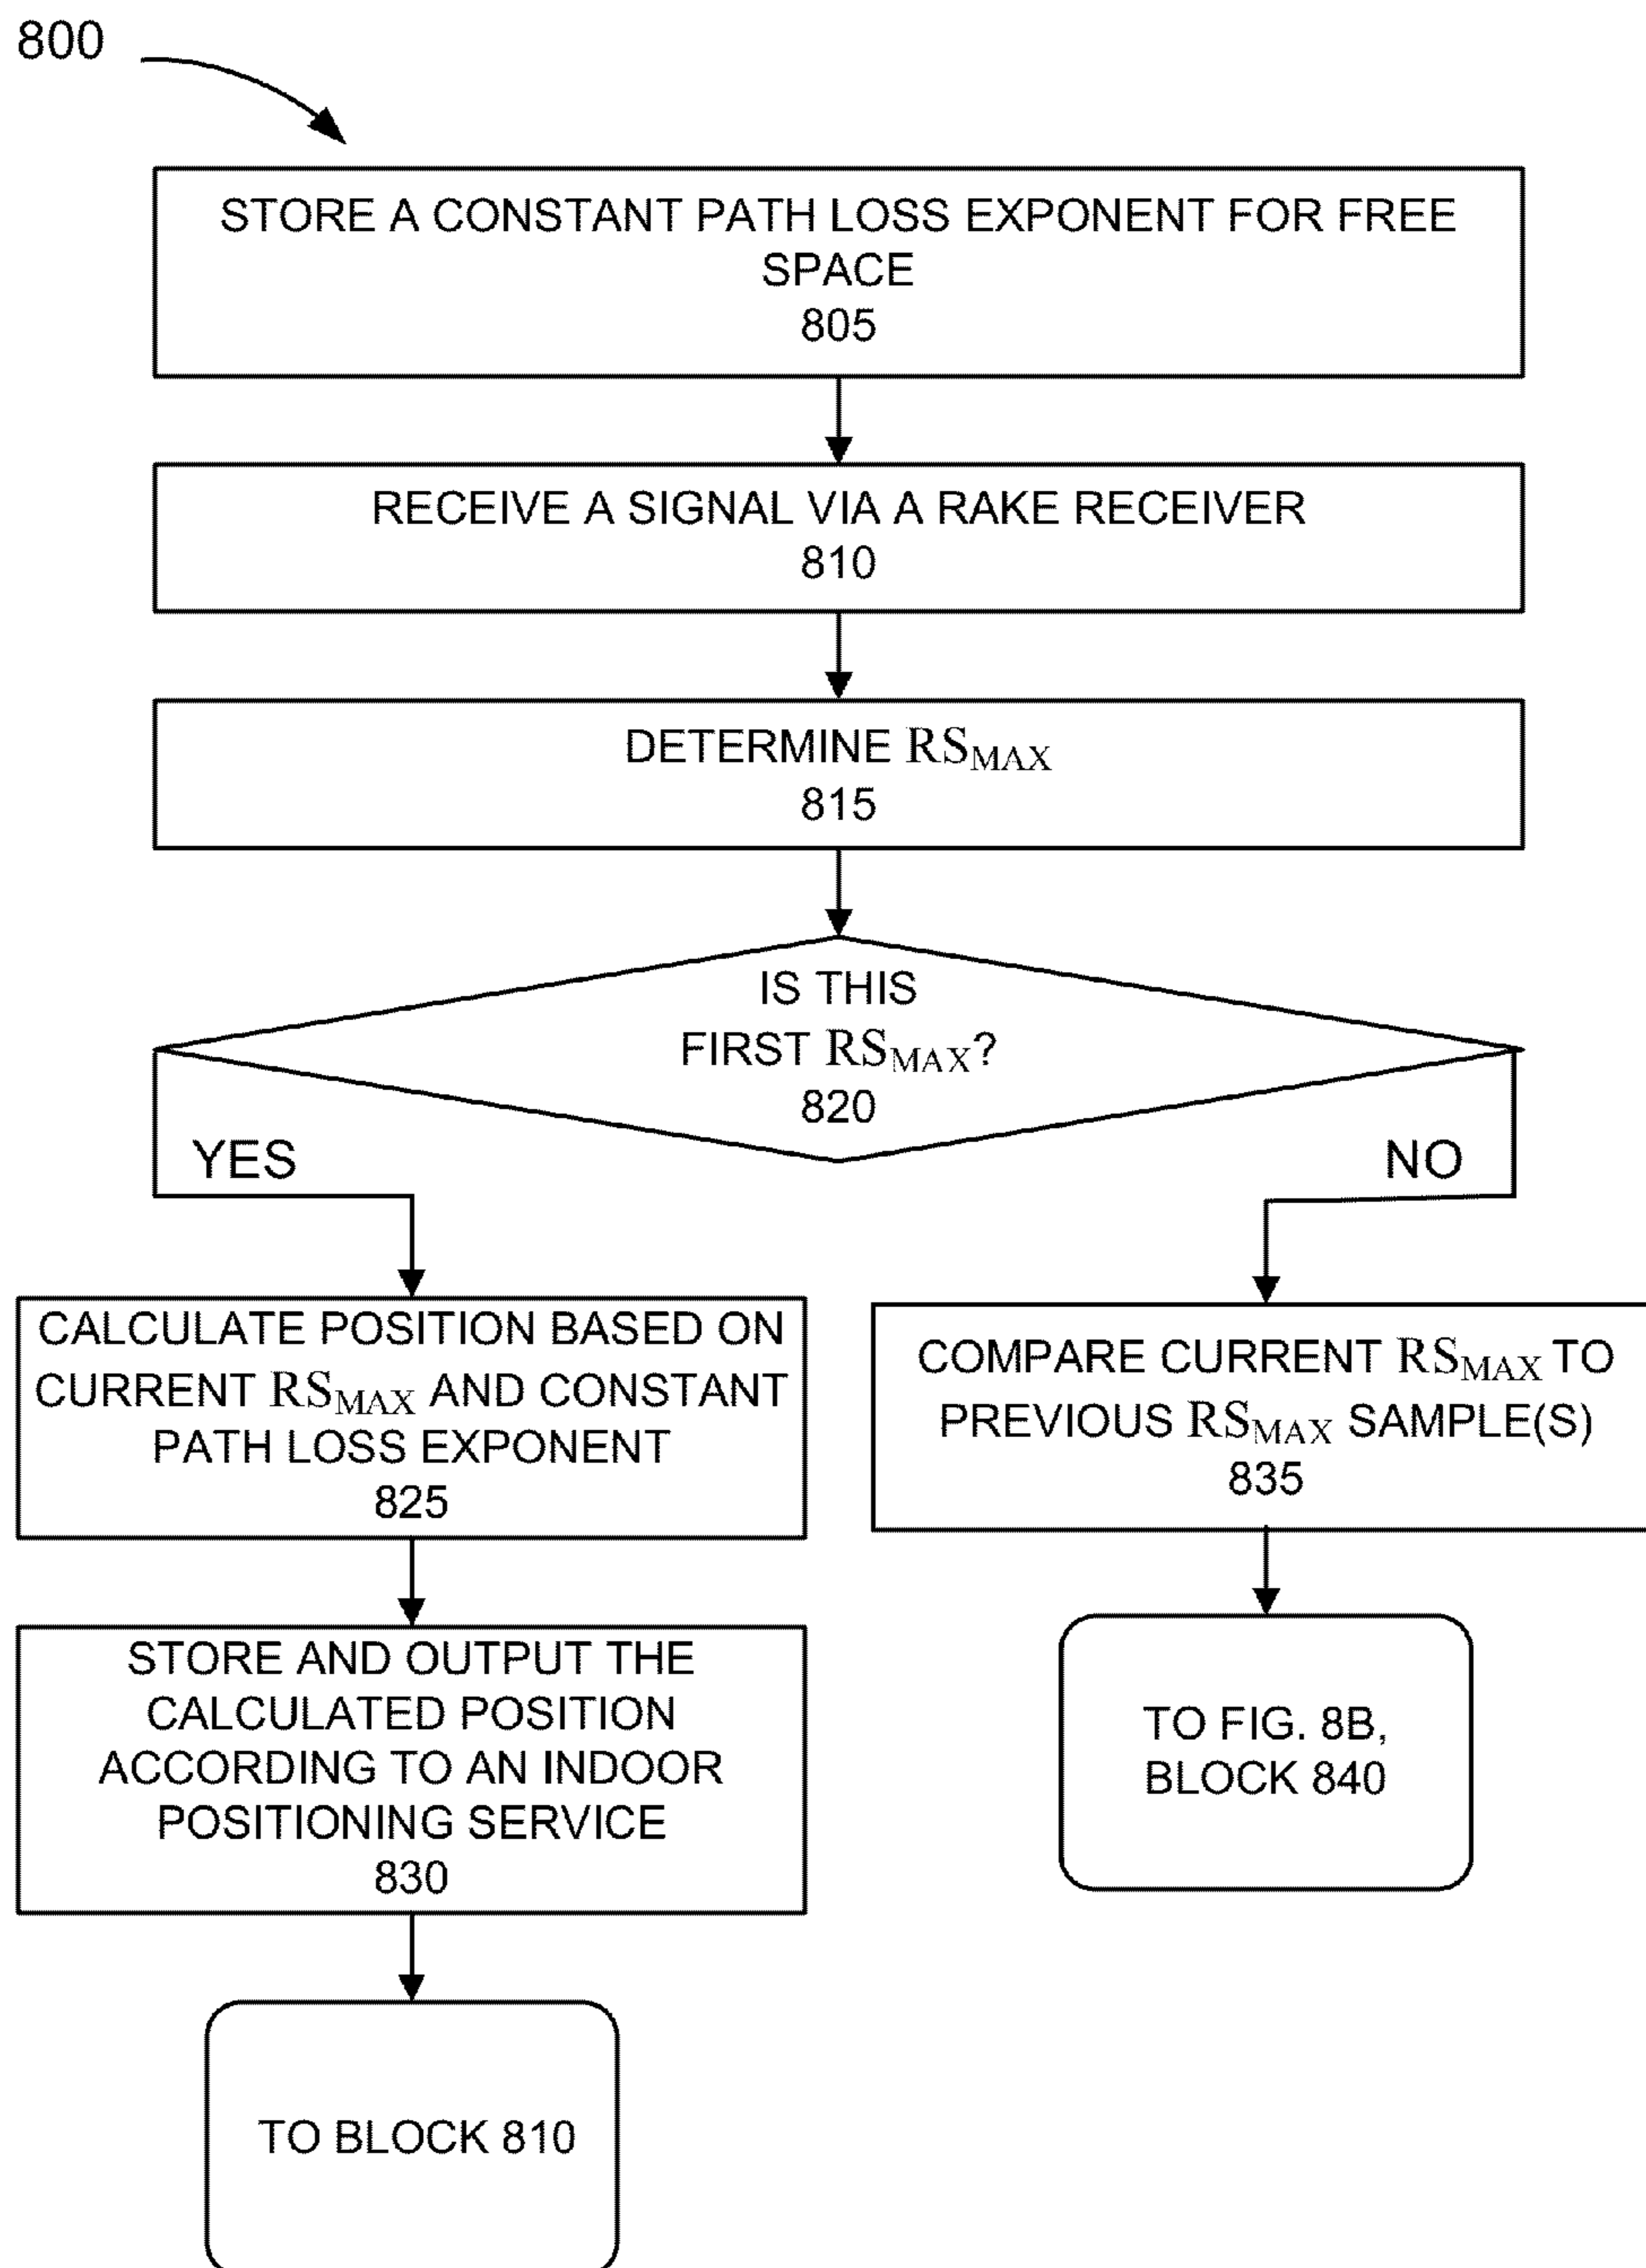 800
STORE A CONSTANT PATH LOSS EXPONENT FOR FREE
SPACE
805
RECEIVE A SIGNAL VIA A RAKE RECEIVER
810
DETERMINE RSMAX
815
IS THIS
FIRST RSMAX?
820
YES
NO
CALCULATE POSITION BASED ON
CURRENT RSMAX AND CONSTANT
PATH LOSS EXPONENT
825
COMPARE CURRENT RSMAX TO
PREVIOUS RSMAX SAMPLE(S)
835
STORE AND OUTPUT THE
CALCULATED POSITION
ACCORDING TO AN INDOOR
POSITIONING SERVICE
830
TO FIG. 8B,
BLOCK 840
TO BLOCK 810